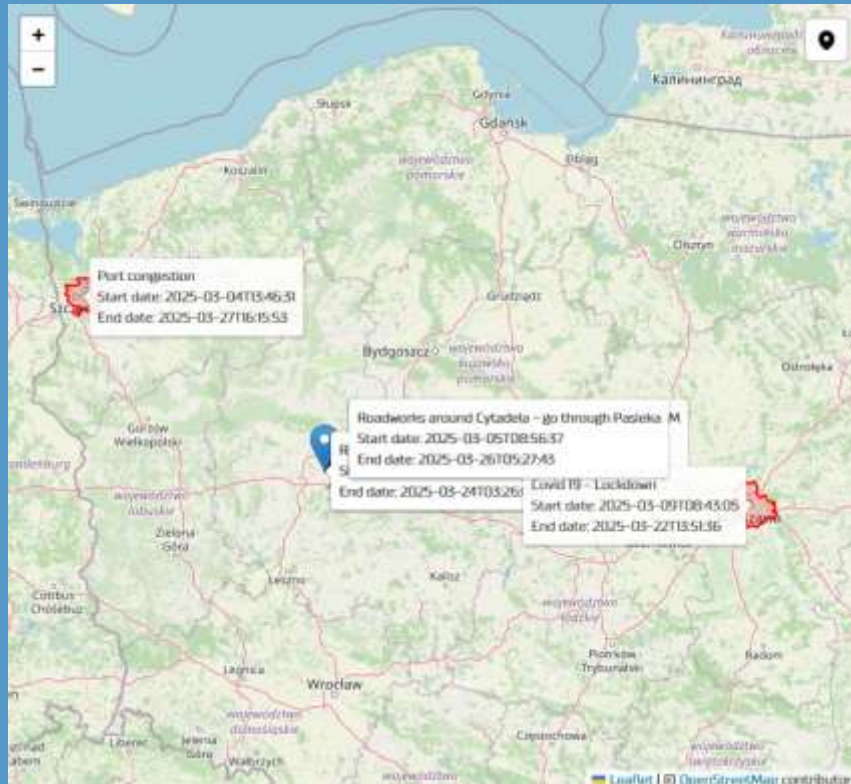 +
−
Калининград
Słupsk
Gdynia
Gdańsk
województwo
pomorskie
Elbląg
Koszalin
Świnoujście
województwo
warmińsko-
mazurskie
Olsztyn
Port congestion
Start date: 2025-03-04T13:46:31
End date: 2025-03-27T16:15:53
Grudziądz
Bydgoszcz
województwo
kujawsko-
pomorskie
Ostrołęka
Gorzów
Wielkopolski
Roadworks around Cytadela - go through Pasieka M
Start date: 2025-03-05T08:56:37
End date: 2025-03-26T05:27:43
End date: 2025-03-24T03:26:
Covid 19 - Lockdown
Start date: 2025-03-09T08:43:05
End date: 2025-03-22T13:51:36
województwo
lubuskie
Zielona
Góra
Leszno
Kalisz
Cottbus
Chóśebuz
województwo
łódzkie
Piotrków
Trybunalski
Radom
Legnica
Wrocław
województwo
dolnośląskie
Liberec
Jelenia
Góra
Wałbrzych
Częstochowa
województwo
świętokrzyskie
Leaflet | © OpenStreetMap contributors